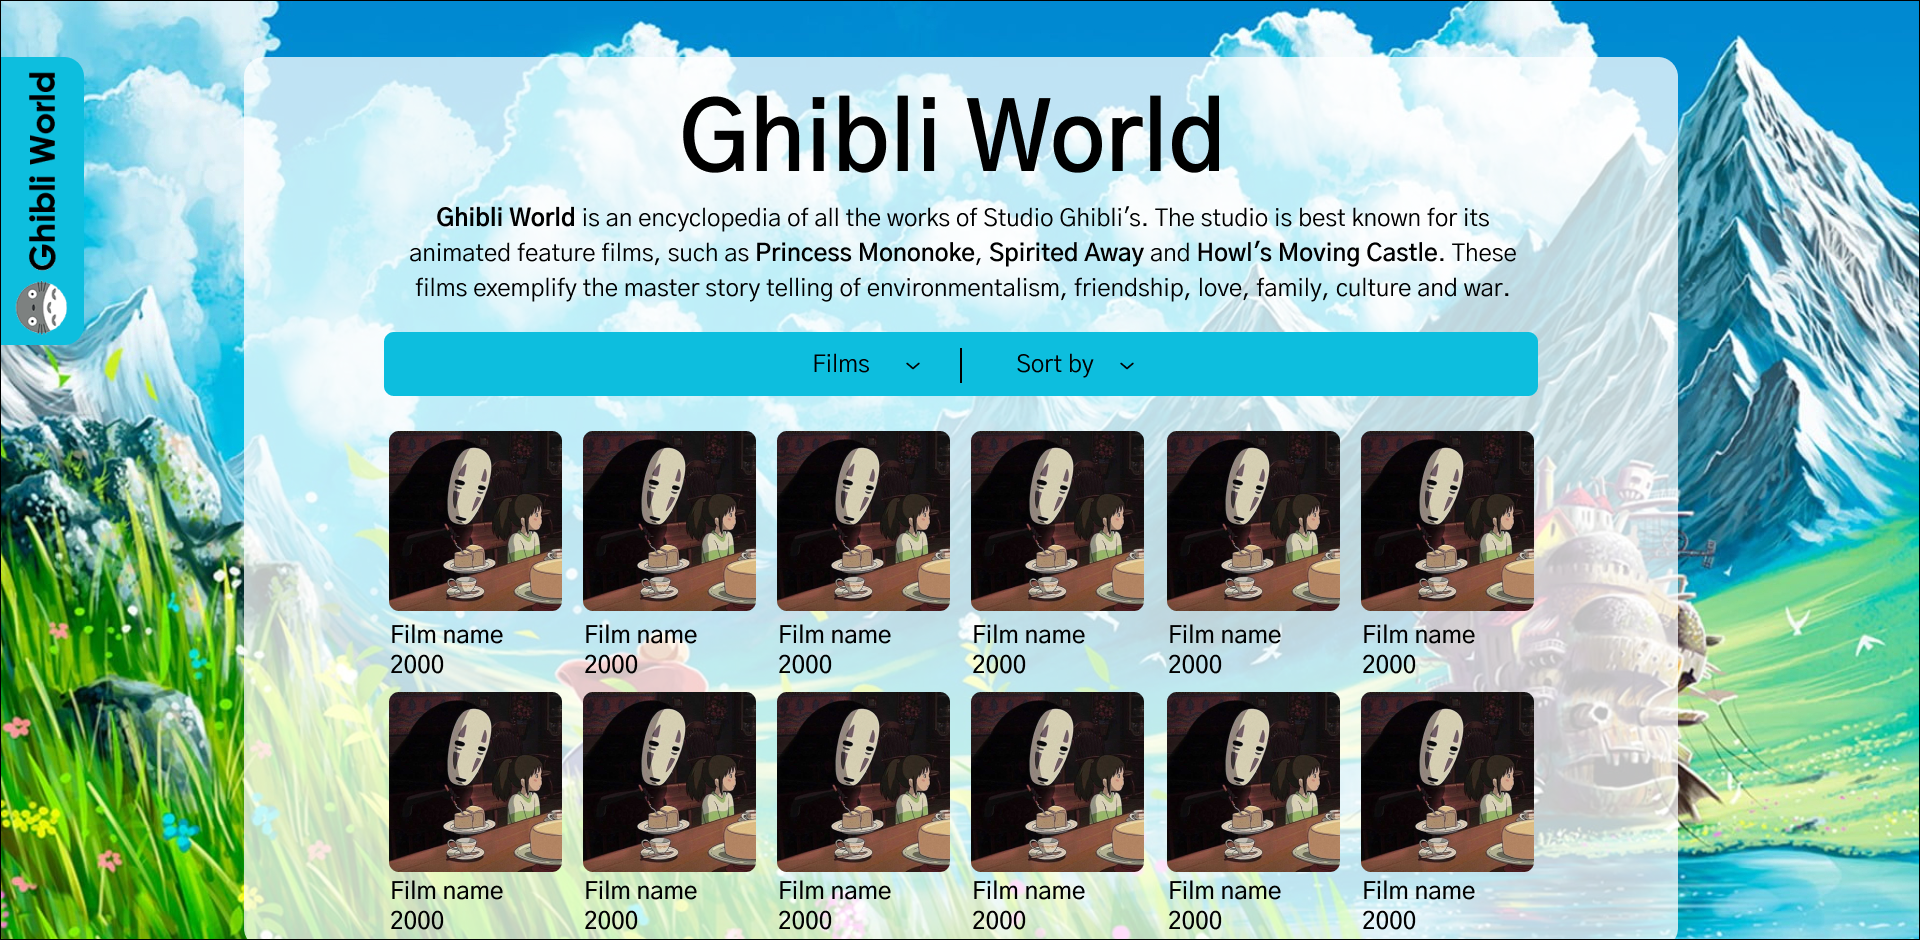 Ghibli World
Ghibli World
Ghibli World is an encyclopedia of all the works of Studio Ghibli's. The studio is best known for its
animated feature films, such as Princess Mononoke, Spirited Away and Howl's Moving Castle. These
films exemplify the master story telling of environmentalism, friendship, love, family, culture and war.
Films | Sort by
Film name Film name Film name Film name Film name Film name
2000 2000 2000 2000 2000 2000
Film name Film name Film name Film name Film name Film name
2000 2000 2000 2000 2000 2000